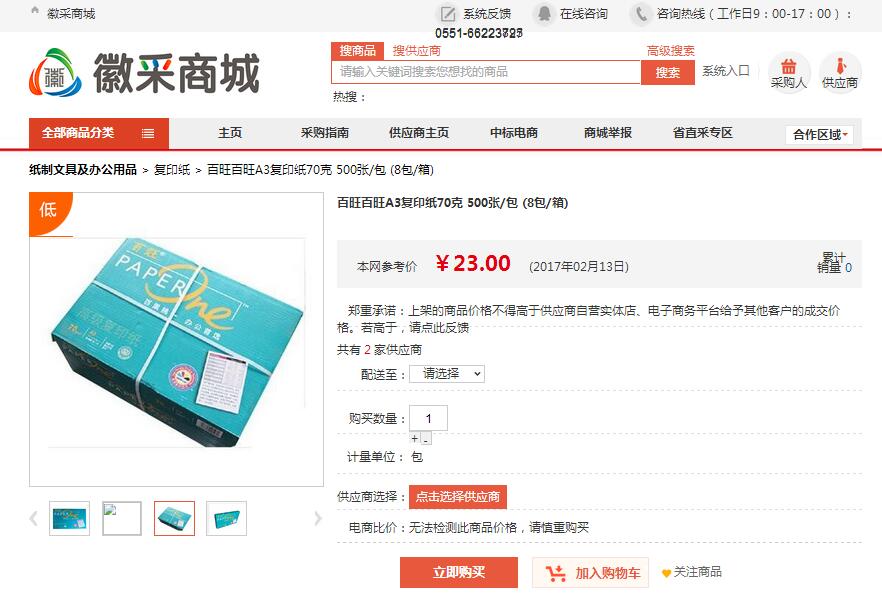 徽采商城
系统反馈
在线咨询
咨询热线（工作日9：00-17：00）：
徽采商城
搜商品 搜供应商 高级搜索
请输入关键词搜索您想找的商品
搜索
系统入口
采购人
供应商
热搜：
全部商品分类 主页 采购指南 供应商主页 中标电商 商城举报 省直采专区 合作区域
纸制文具及办公用品 > 复印纸 > 百旺百旺A3复印纸70克 500张/包 (8包/箱)
低
百旺
PAPER One
高级复印纸
百旺百旺A3复印纸70克 500张/包 (8包/箱)
本网参考价 ￥23.00 (2017年02月13日)
累计
销量 0
郑重承诺：上架的商品价格不得高于供应商自营实体店、电子商务平台给予其他客户的成交价
格。若高于，请点此反馈
共有 2 家供应商
配送至： 请选择
购买数量： 1
+ -
计量单位： 包
供应商选择： 点击选择供应商
电商比价：无法检测此商品价格，请慎重购买
立即购买 加入购物车 关注商品